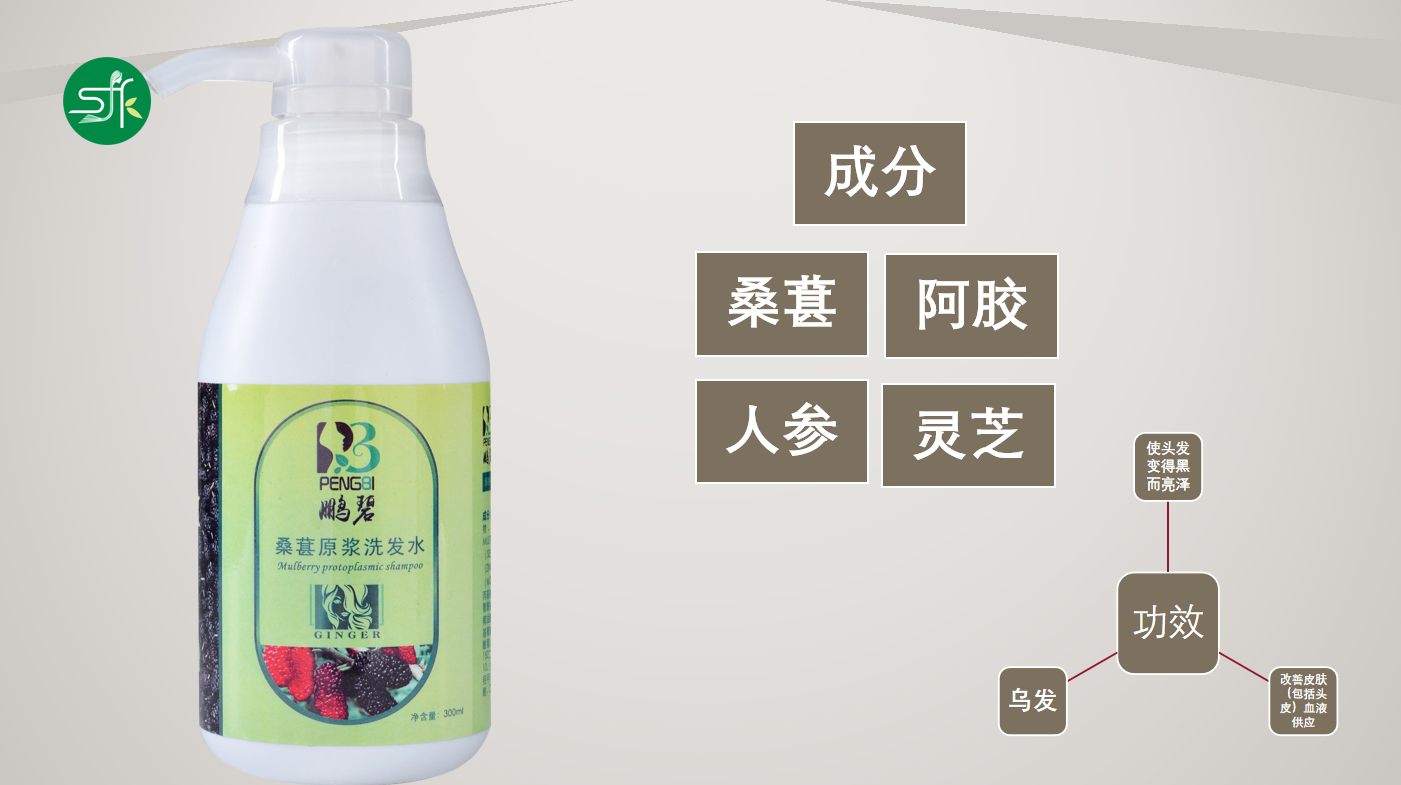 sfk
成分
桑葚
阿胶
人参
灵芝
PENGBI
鹏碧
桑葚原浆洗发水
Mulberry protoplasmic shampoo
GINGER
净含量：300ml
使头发
变得黑
而亮泽
功效
乌发
改善皮肤
（包括头
皮）血液
供应